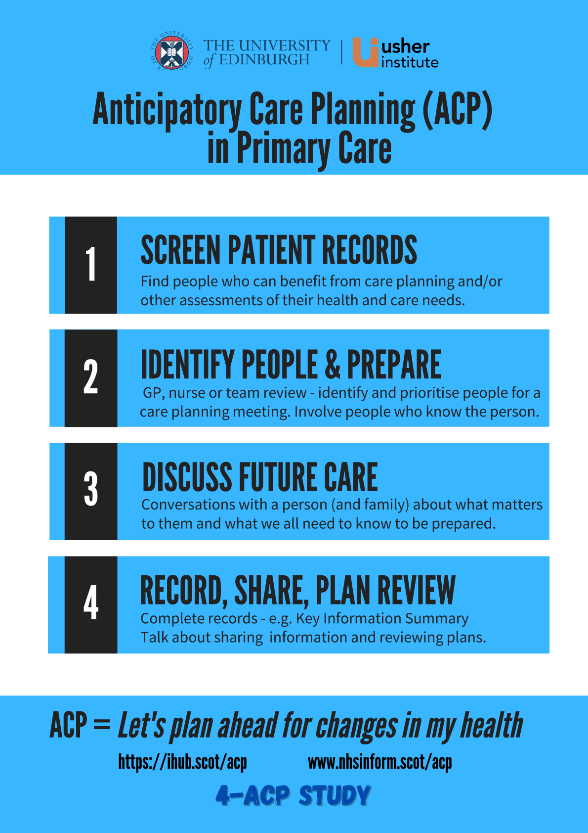 THE UNIVERSITY
of EDINBURGH
usher
institute
Anticipatory Care Planning (ACP)
in Primary Care
1
SCREEN PATIENT RECORDS
Find people who can benefit from care planning and/or
other assessments of their health and care needs.
2
IDENTIFY PEOPLE & PREPARE
GP, nurse or team review - identify and prioritise people for a
care planning meeting. Involve people who know the person.
3
DISCUSS FUTURE CARE
Conversations with a person (and family) about what matters
to them and what we all need to know to be prepared.
4
RECORD, SHARE, PLAN REVIEW
Complete records - e.g. Key Information Summary
Talk about sharing information and reviewing plans.
ACP = Let's plan ahead for changes in my health
https://ihub.scot/acp
www.nhsinform.scot/acp
4-ACP STUDY